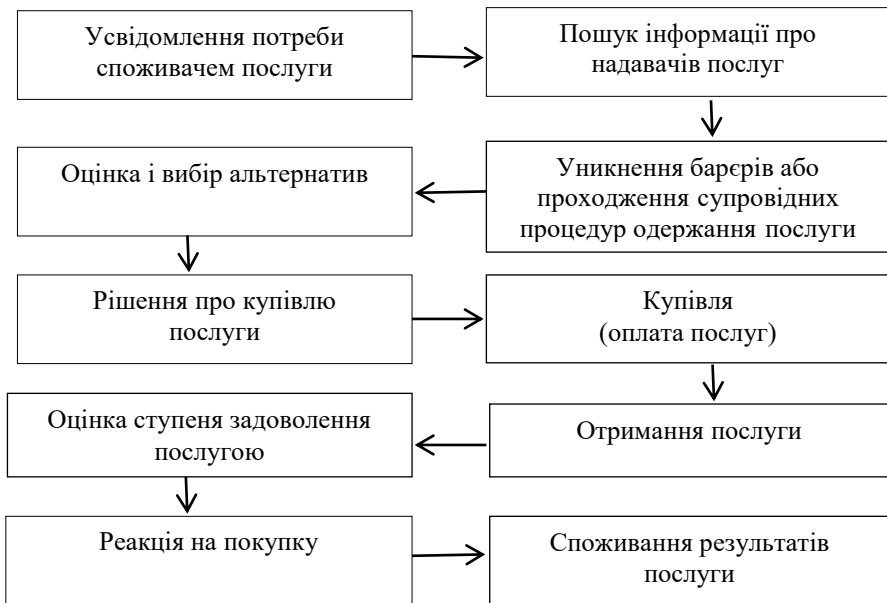 Усвідомлення потреби
споживачем послуги
Пошук інформації про
надавачів послуг
Уникнення барєрів або
проходження супровідних
процедур одержання послуги
Оцінка і вибір альтернатив
Рішення про купівлю
послуги
Купівля
(оплата послуг)
Отримання послуги
Оцінка ступеня задоволення
послугою
Реакція на покупку
Споживання результатів
послуги